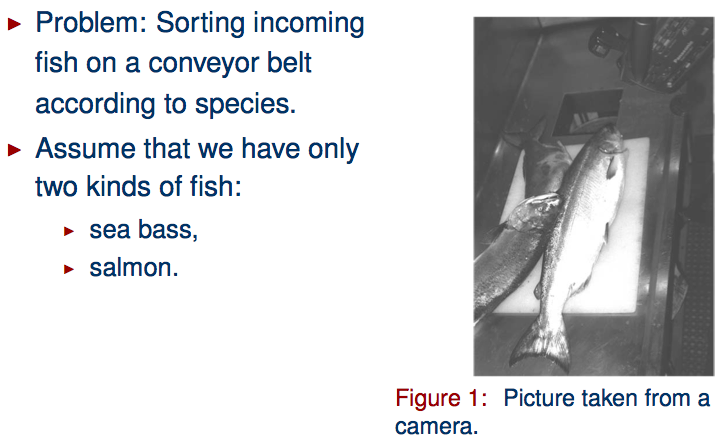 Problem: Sorting incoming
fish on a conveyor belt
according to species.
Assume that we have only
two kinds of fish:
sea bass,
salmon.
Figure 1: Picture taken from a
camera.